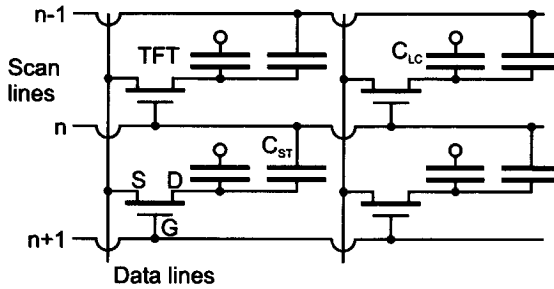 n-1
TFT
C_LC
Scan
lines
n
C_ST
S D
G
n+1
Data lines